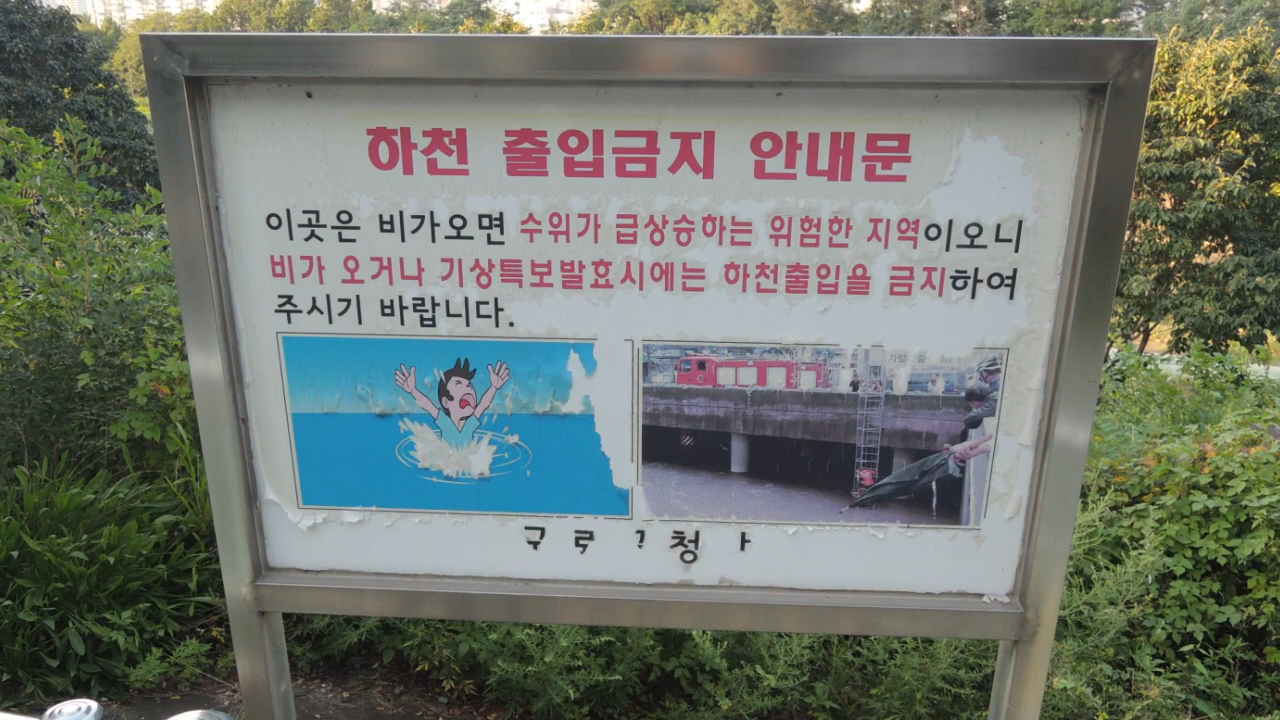 하천 출입금지 안내문
이곳은 비가오면 수위가 급상승하는 위험한 지역이오니
비가 오거나 기상특보발효시에는 하천출입을 금지하여
주시기 바랍니다.